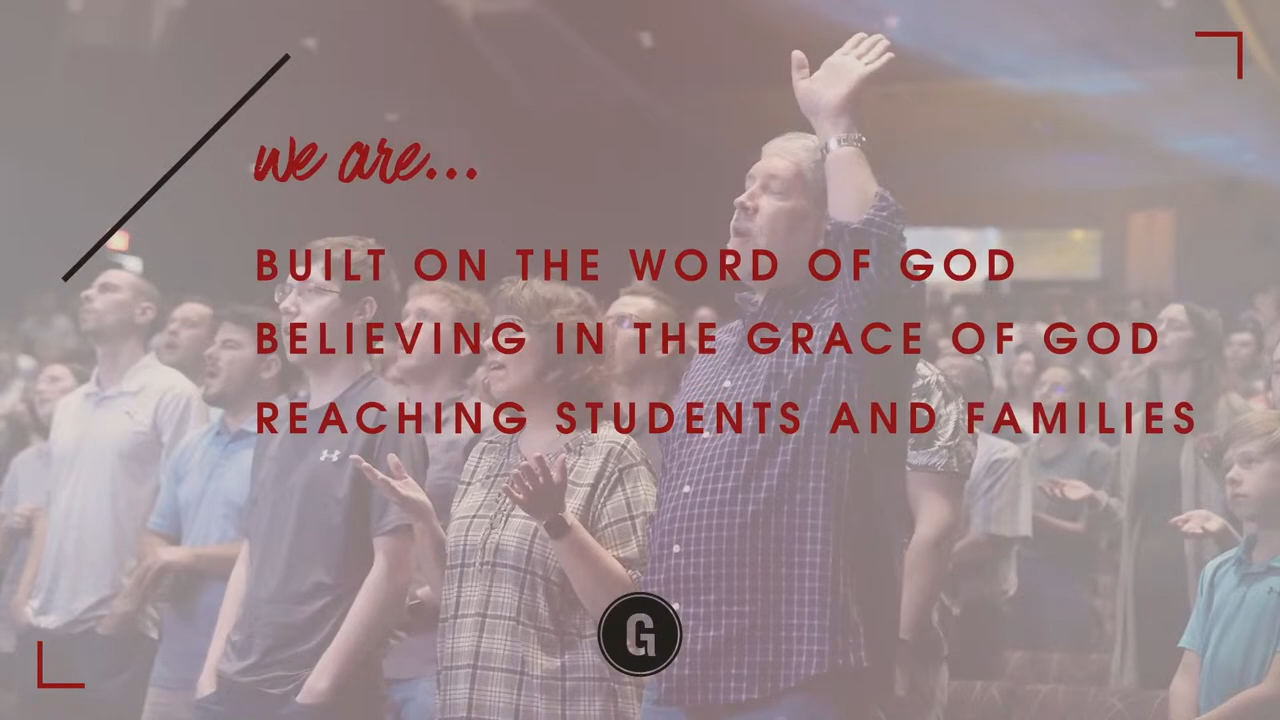 we are...
BUILT ON THE WORD OF GOD
BELIEVING IN THE GRACE OF GOD
REACHING STUDENTS AND FAMILIES
G